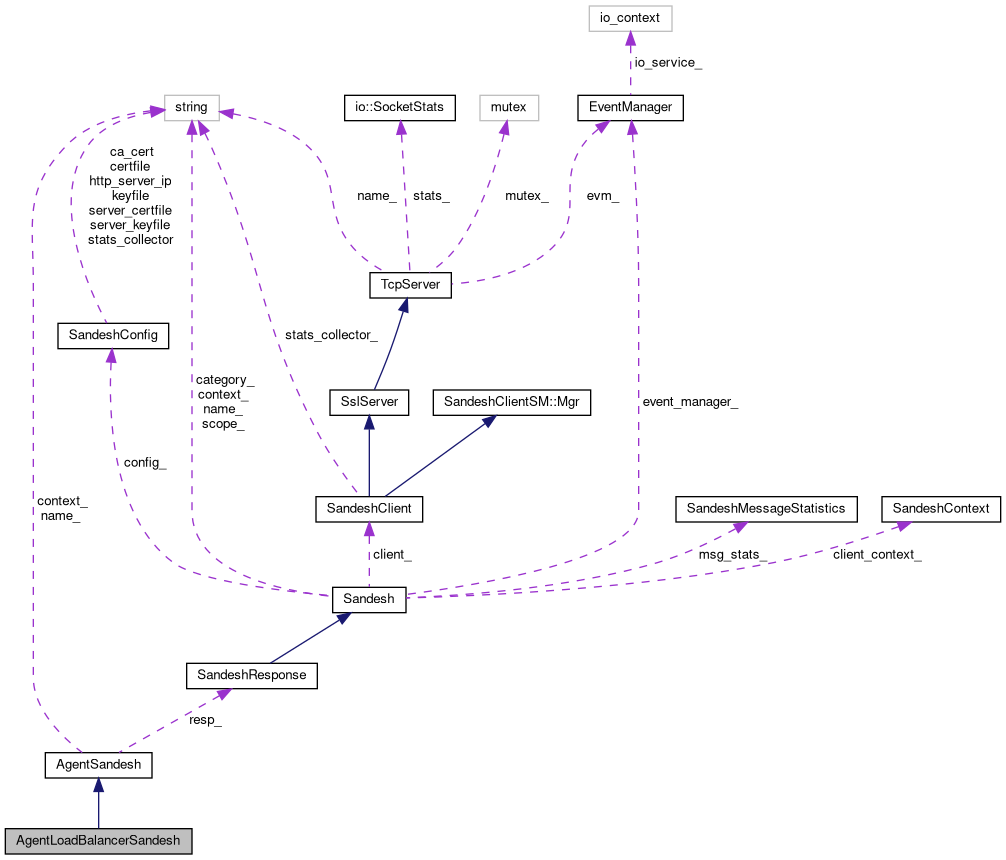 io_context
io_service_
string
io::SocketStats
mutex
EventManager
ca_cert
certfile
http_server_ip
keyfile
server_certfile
server_keyfile
stats_collector
name_
stats_
mutex_
evm_
TcpServer
SandeshConfig
stats_collector_
category_
context_
name_
scope_
SslServer
SandeshClientSM::Mgr
event_manager_
config_
context_
name_
SandeshClient
SandeshMessageStatistics
SandeshContext
client_
msg_stats_
client_context_
Sandesh
SandeshResponse
resp_
AgentSandesh
AgentLoadBalancerSandesh